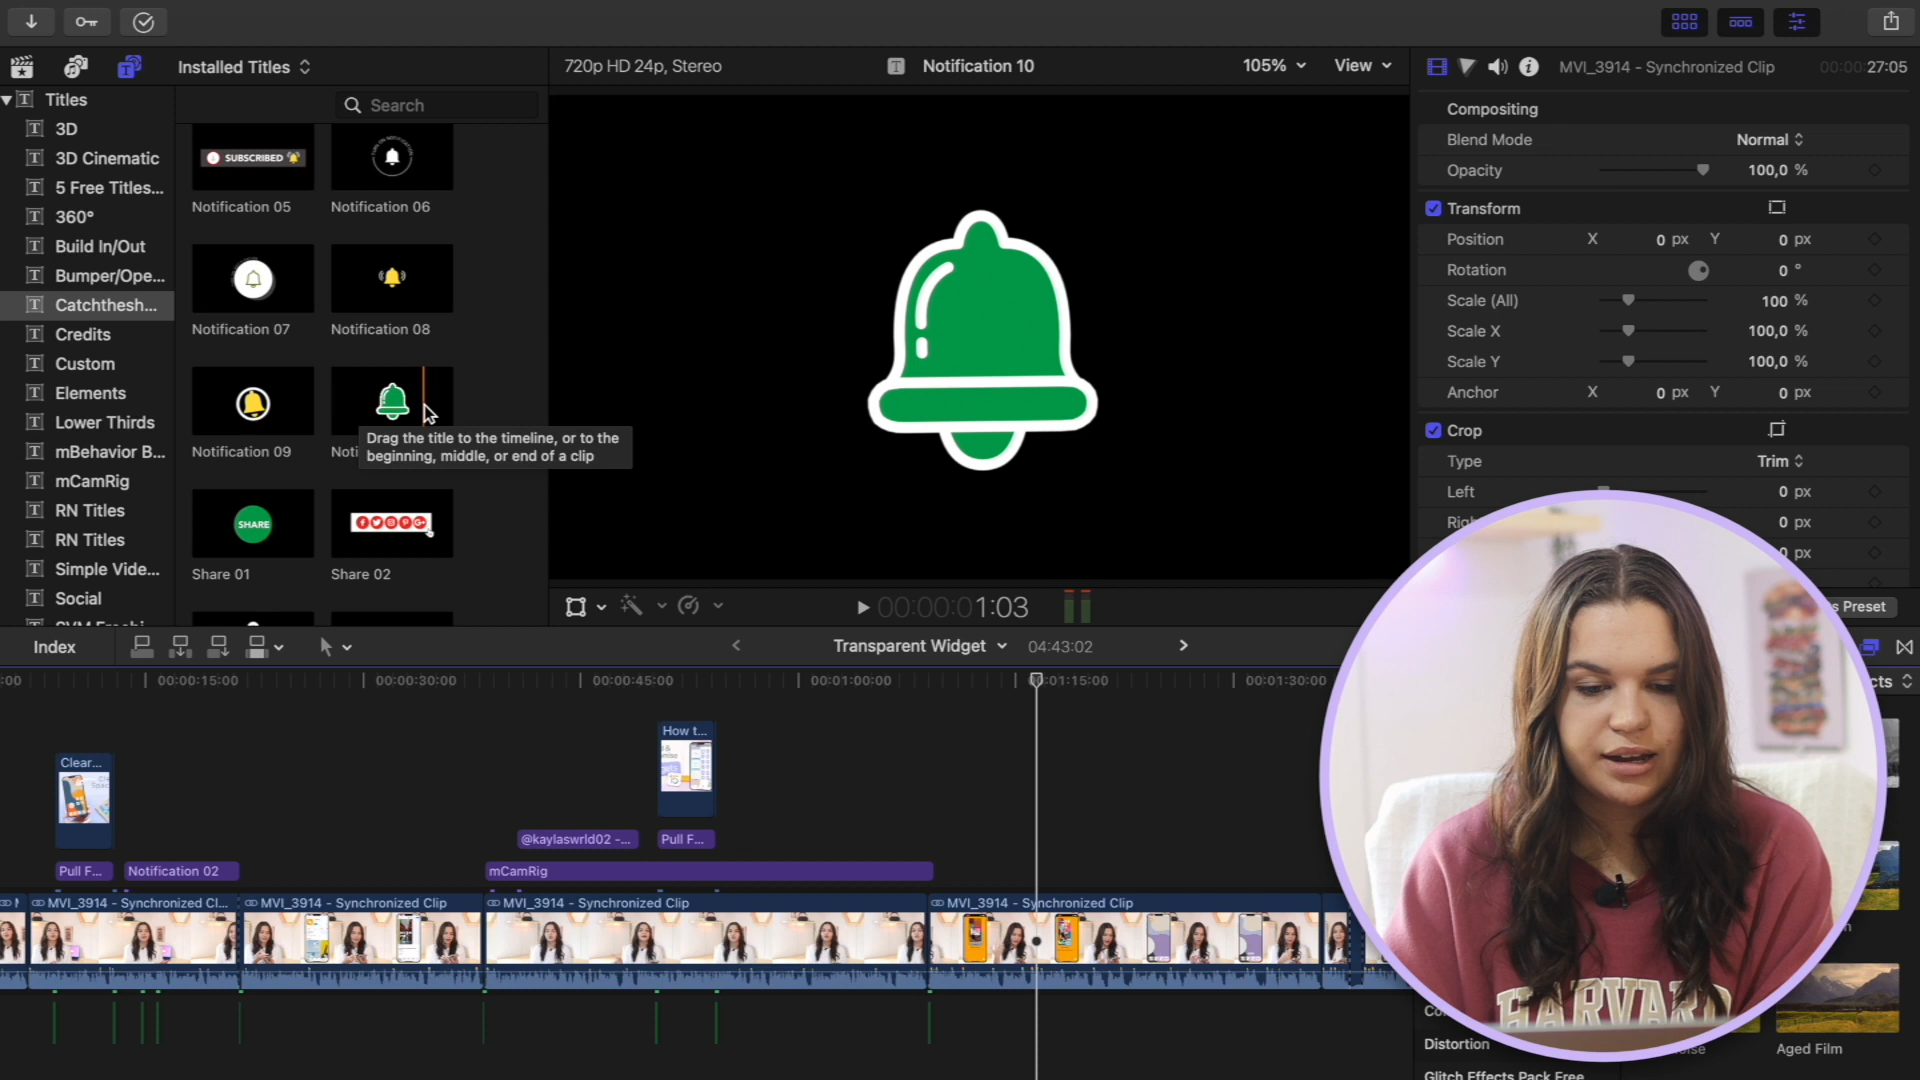 Installed Titles
720p HD 24p, Stereo
Notification 10
105%
View
MVI_3914 - Synchronized Clip
00:00:27:05
Titles
3D
3D Cinematic
5 Free Titles...
360°
Build In/Out
Bumper/Ope...
Catchthesh...
Credits
Custom
Elements
Lower Thirds
mBehavior B...
mCamRig
RN Titles
RN Titles
Simple Vide...
Social
Search
SUBSCRIBED
Notification 05
Notification 06
Notification 07
Notification 08
Notification 09
Noti
Drag the title to the timeline, or to the
beginning, middle, or end of a clip
SHARE
Share 01
Share 02
00:00:01:03
Compositing
Blend Mode
Normal
Opacity
100,0 %
Transform
Position X 0 px Y 0 px
Rotation 0 °
Scale (All) 100 %
Scale X 100,0 %
Scale Y 100,0 %
Anchor X 0 px Y 0 px
Crop
Type Trim
Left 0 px
Righ 0 px
0 px
s Preset
Index
Transparent Widget
04:43:02
:00
00:00:15:00
00:00:30:00
00:00:45:00
00:01:00:00
00:01:15:00
00:01:30:00
cts
Clear...
How t...
@kaylaswrld02 -...
Pull F...
Pull F...
Notification 02
mCamRig
MVI_3914 - Synchronized Cl...
MVI_3914 - Synchronized Clip
MVI_3914 - Synchronized Clip
MVI_3914 - Synchronized Clip
HARVARD
Distortion
Aged Film
Glitch Effects Pack Free